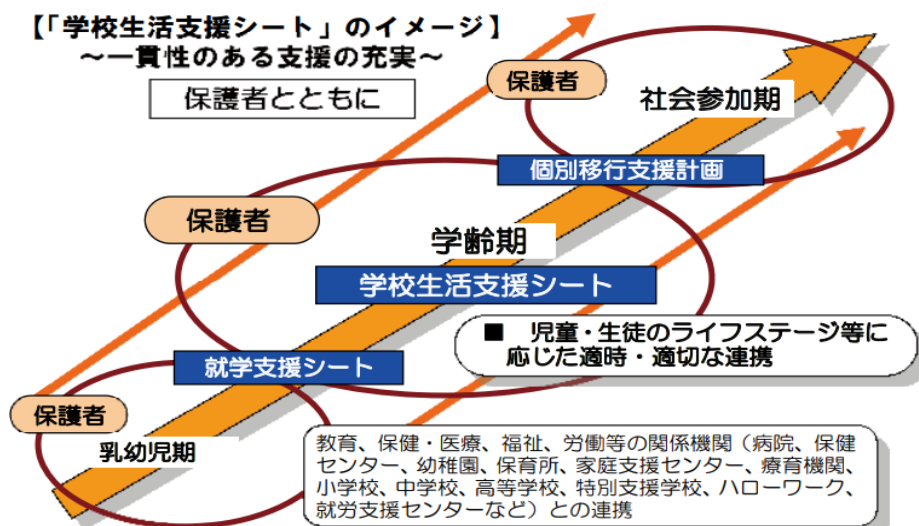 【「学校生活支援シート」のイメージ】
～一貫性のある支援の充実～
保護者とともに
保護者
社会参加期
個別移行支援計画
保護者
学齢期
学校生活支援シート
■ 児童・生徒のライフステージ等に
応じた適時・適切な連携
就学支援シート
保護者
乳幼児期
教育、保健・医療、福祉、労働等の関係機関（病院、保健
センター、幼稚園、保育所、家庭支援センター、療育機関、
小学校、中学校、高等学校、特別支援学校、ハローワーク、
就労支援センターなど）との連携